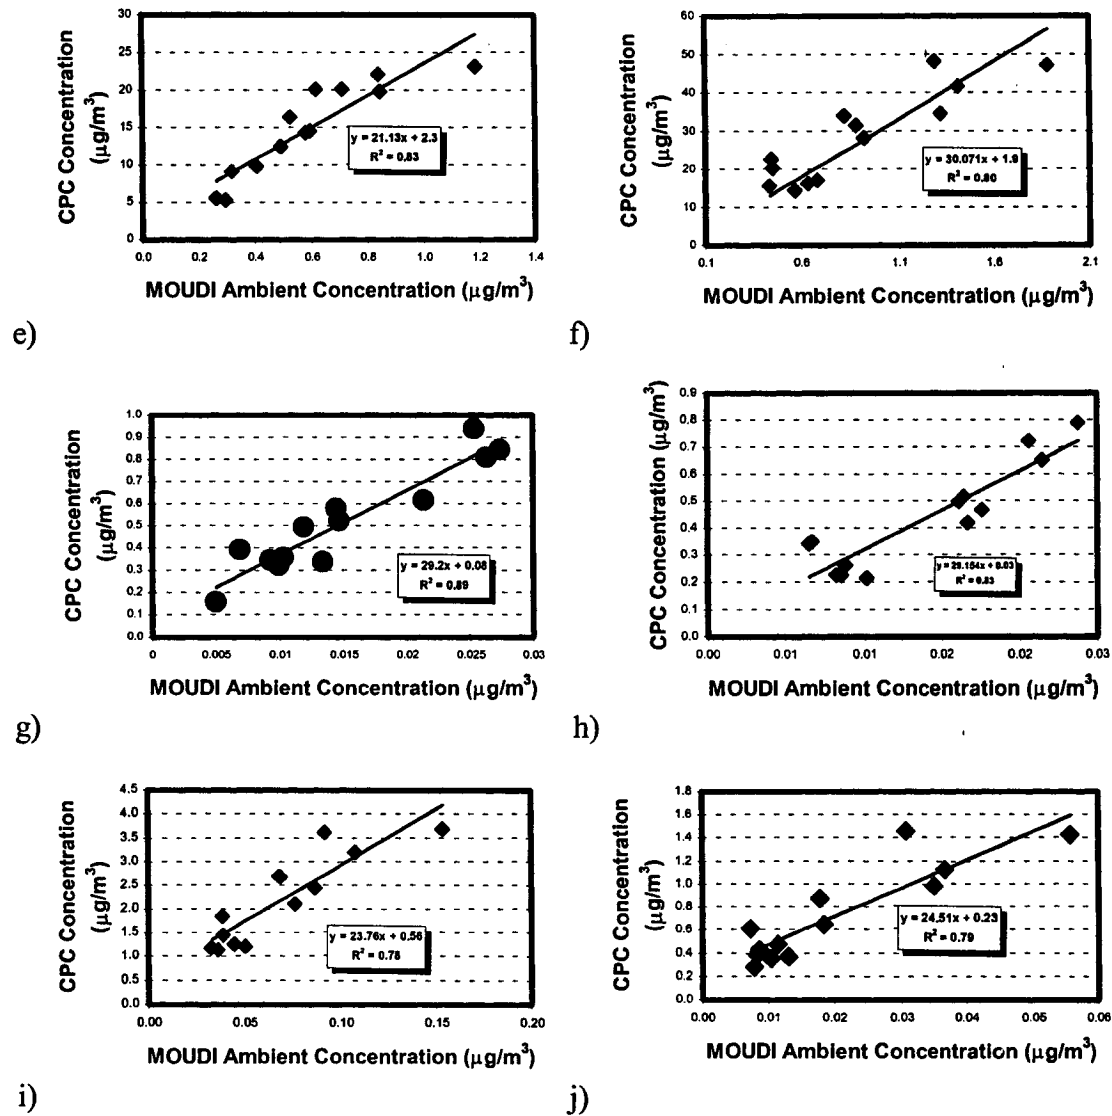 30
25
20
15
10
5
0
0.0 0.2 0.4 0.6 0.8 1.0 1.2 1.4
CPC Concentration
(µg/m³)
y = 21.13x + 2.3
R² = 0.83
MOUDI Ambient Concentration (µg/m³)
e)
60
50
40
30
20
10
0
0.1 0.6 1.1 1.6 2.1
CPC Concentration
(µg/m³)
y = 30.071x + 1.9
R² = 0.80
MOUDI Ambient Concentration (µg/m³)
f)
1.0
0.9
0.8
0.7
0.6
0.5
0.4
0.3
0.2
0.1
0.0
0 0.005 0.01 0.015 0.02 0.025 0.03
CPC Concentration
(µg/m³)
y = 29.2x + 0.08
R² = 0.89
MOUDI Ambient Concentration (µg/m³)
g)
0.9
0.8
0.7
0.6
0.5
0.4
0.3
0.2
0.1
0.0
0.00 0.01 0.01 0.02 0.02 0.03
CPC Concentration (µg/m³)
y = 29.154x + 0.03
R² = 0.83
MOUDI Ambient Concentration (µg/m³)
h)
4.5
4.0
3.5
3.0
2.5
2.0
1.5
1.0
0.5
0.0
0.00 0.05 0.10 0.15 0.20
CPC Concentration
(µg/m³)
y = 23.76x + 0.56
R² = 0.78
MOUDI Ambient Concentration (µg/m³)
i)
1.8
1.6
1.4
1.2
1.0
0.8
0.6
0.4
0.2
0.0
0.00 0.01 0.02 0.03 0.04 0.05 0.06
CPC Concentration
(µg/m³)
y = 24.51x + 0.23
R² = 0.79
MOUDI Ambient Concentration (µg/m³)
j)